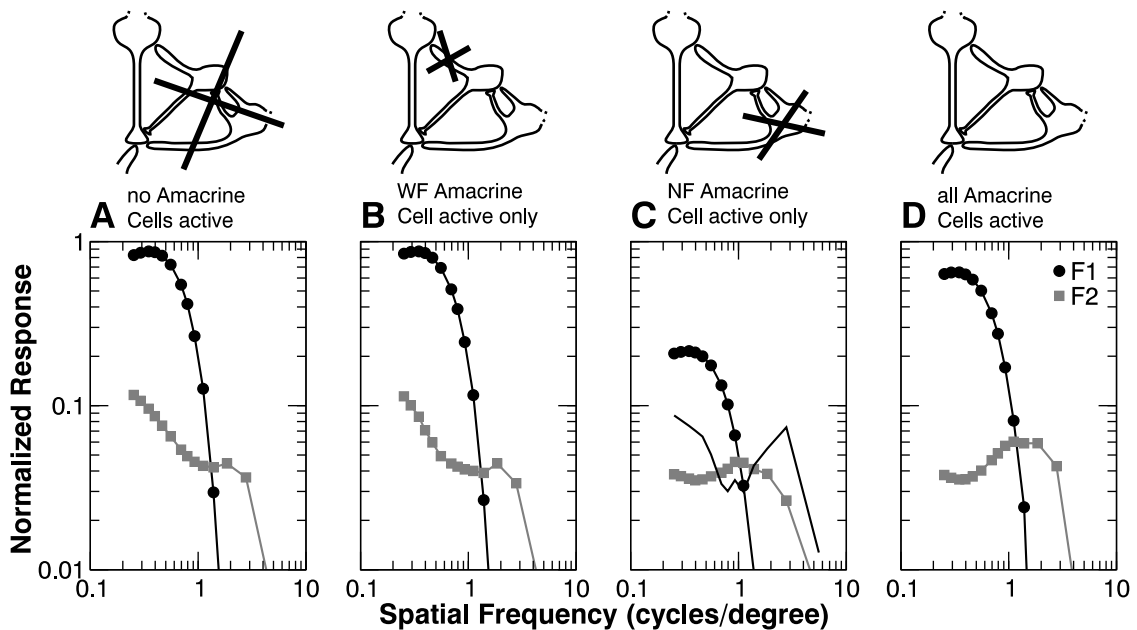 A
no Amacrine
Cells active
B
WF Amacrine
Cell active only
C
NF Amacrine
Cell active only
D
all Amacrine
Cells active
F1
F2
Normalized Response
1
0.1
0.01
0.1
1
10
0.1
1
10
0.1
1
10
0.1
1
10
Spatial Frequency (cycles/degree)